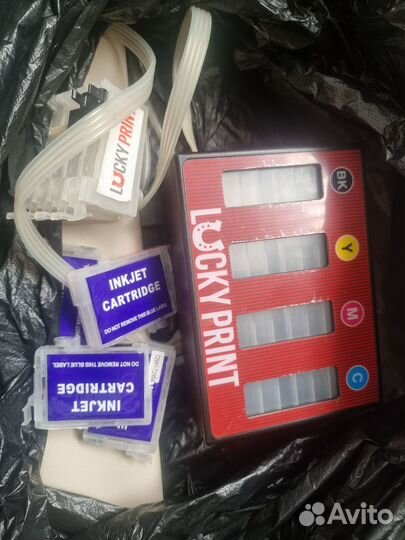 LUCKY PRINT
BK
Y
M
C
LUCKY PRINT
INKJET
CARTRIDGE
DO NOT REMOVE THIS BLUE LABEL
DO NOT REMOVE THIS BLUE LABEL
INKJET
CARTRIDGE
Avito